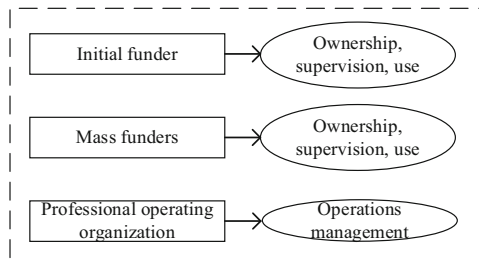 Initial funder
Ownership,
supervision, use
Mass funders
Ownership,
supervision, use
Professional operating
organization
Operations
management